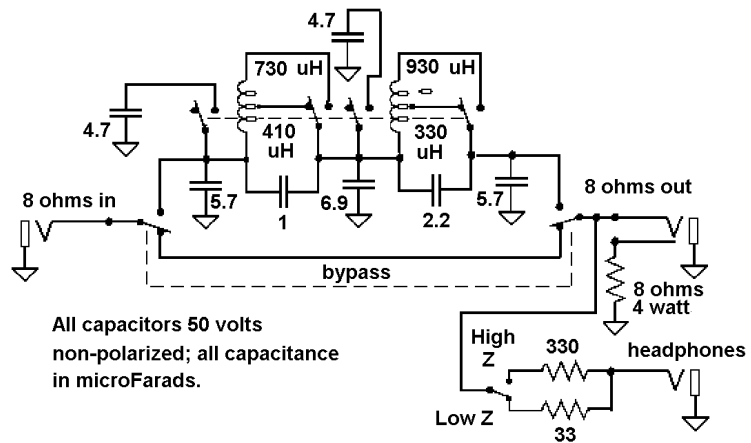 4.7
730 uH
930 uH
4.7
410
uH
330
uH
8 ohms in
5.7
1
6.9
2.2
5.7
8 ohms out
bypass
8 ohms
4 watt
All capacitors 50 volts
non-polarized; all capacitance
in microFarads.
High
Z
330
headphones
Low Z
33